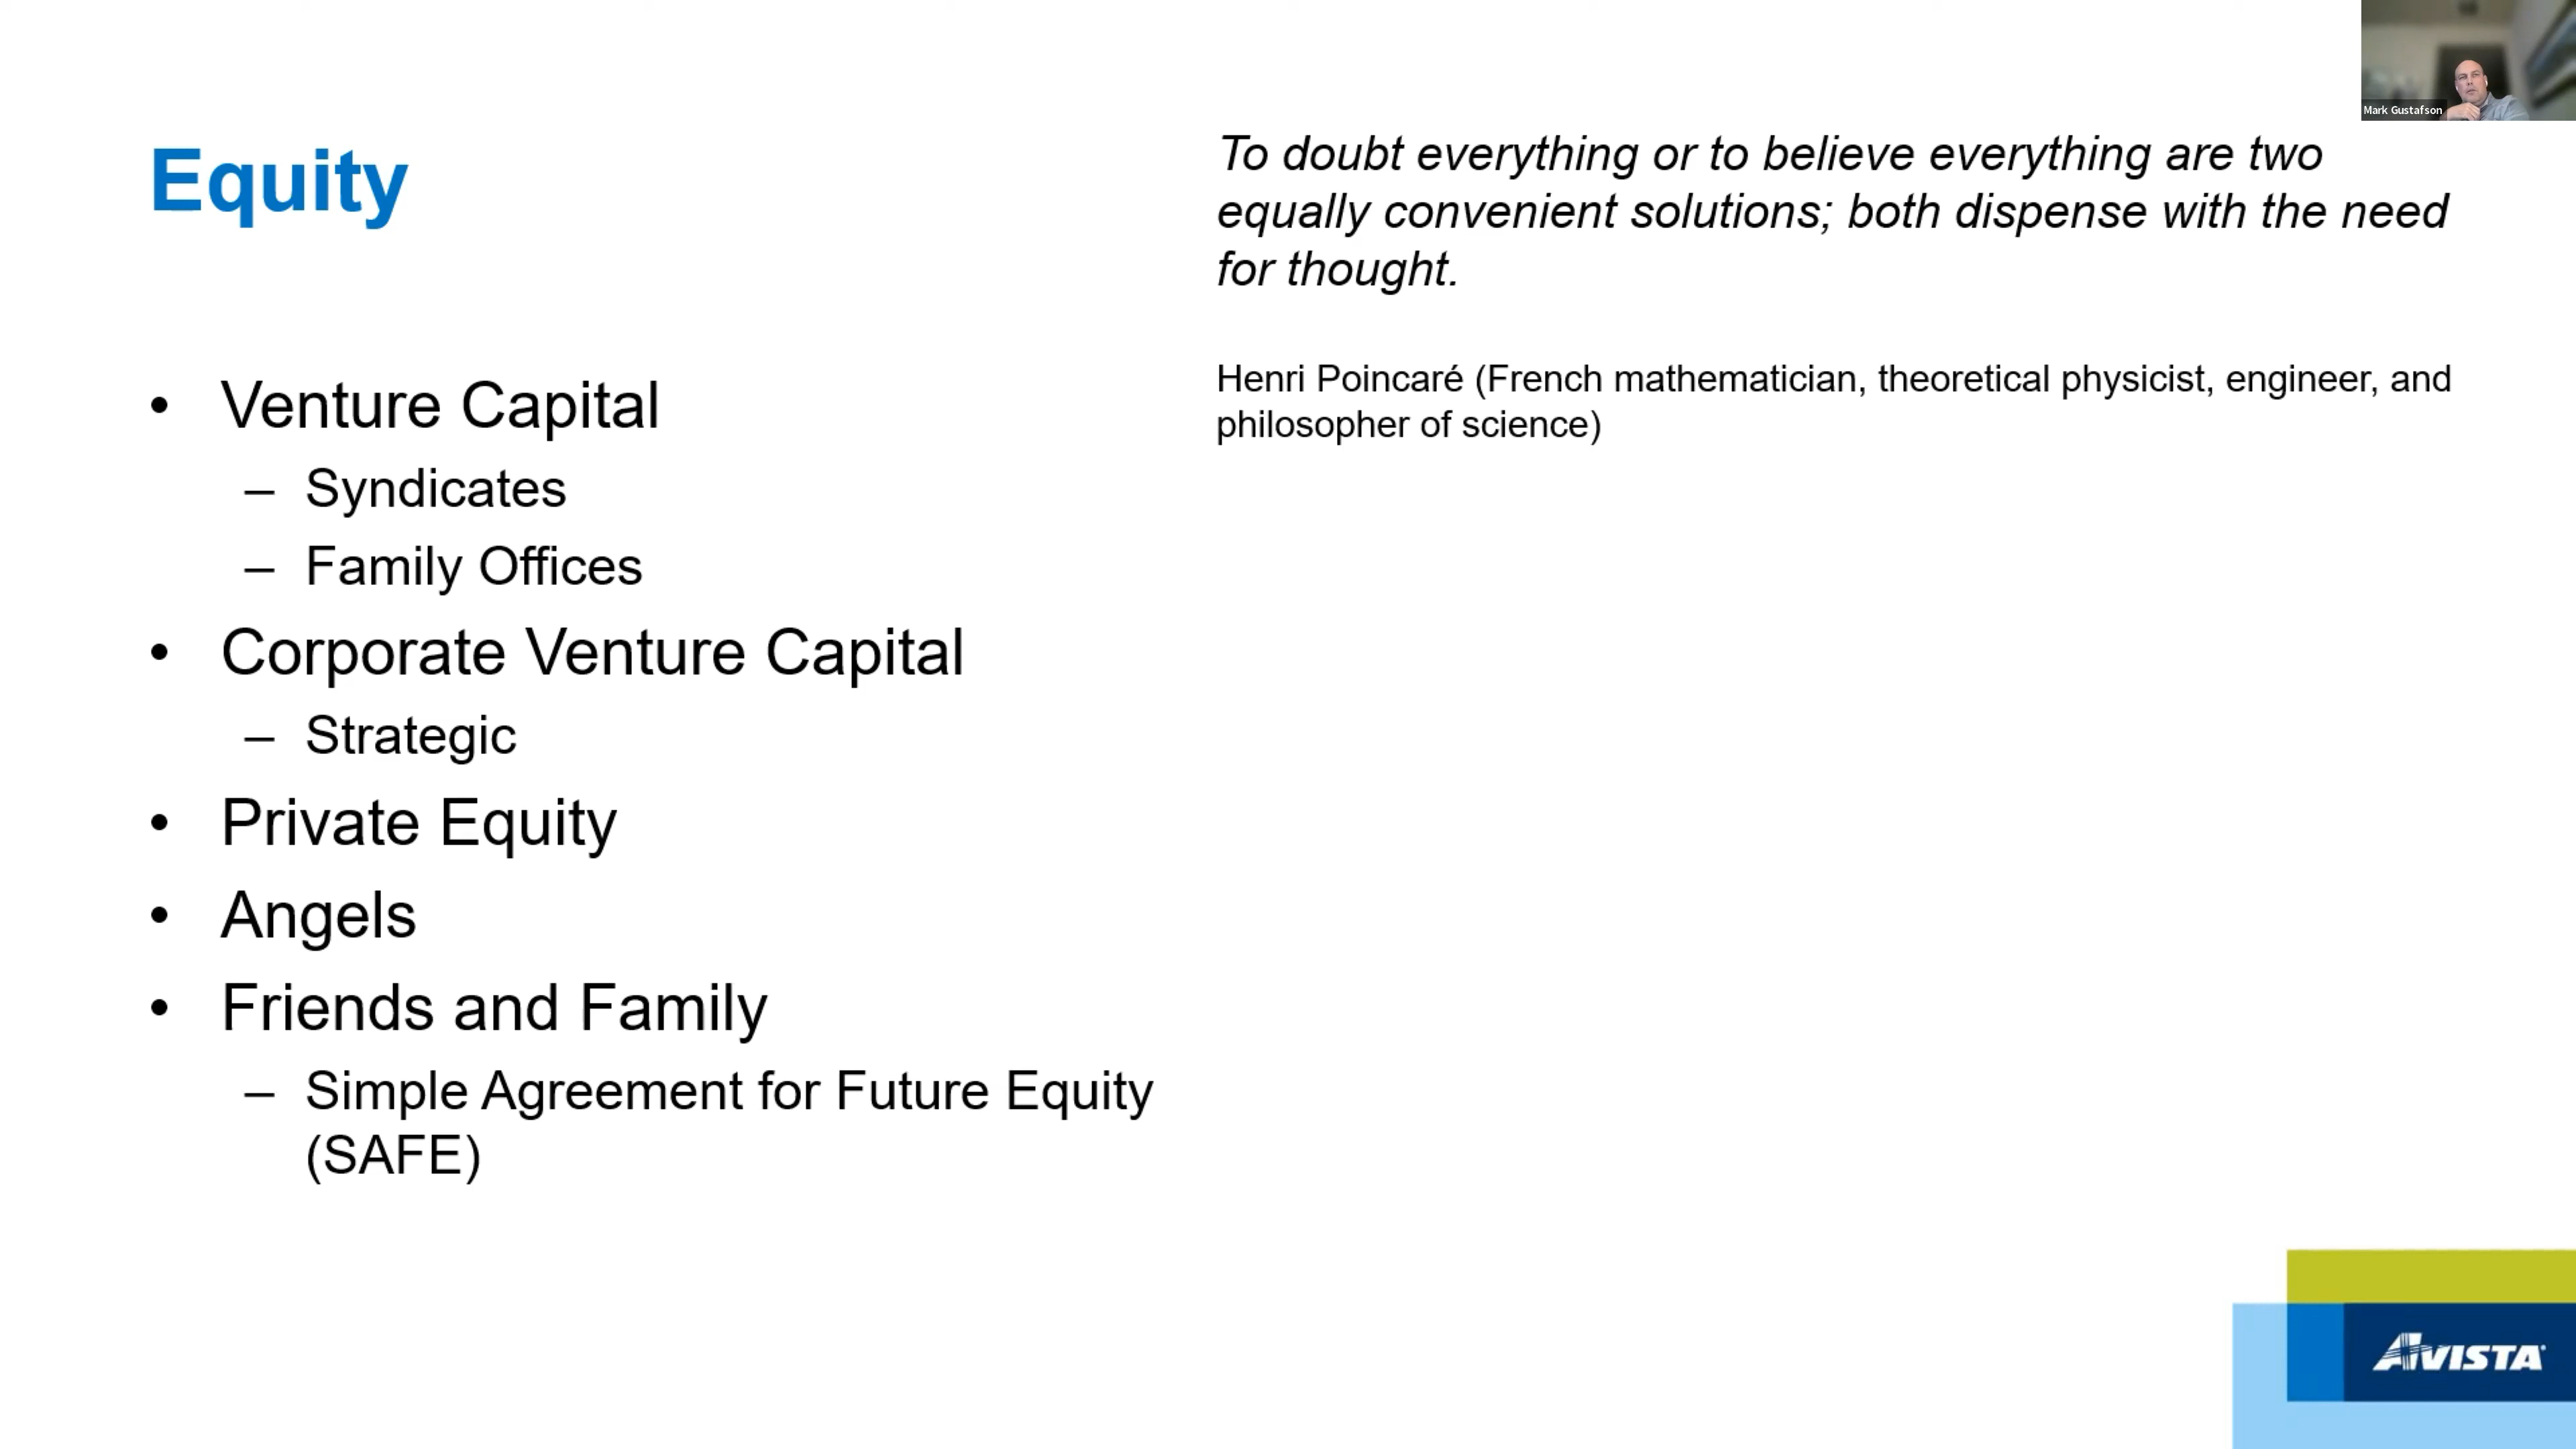 Equity
• Venture Capital
– Syndicates
– Family Offices
• Corporate Venture Capital
– Strategic
• Private Equity
• Angels
• Friends and Family
– Simple Agreement for Future Equity
(SAFE)
To doubt everything or to believe everything are two
equally convenient solutions; both dispense with the need
for thought.
Henri Poincaré (French mathematician, theoretical physicist, engineer, and
philosopher of science)
Mark Gustafson
AVISTA